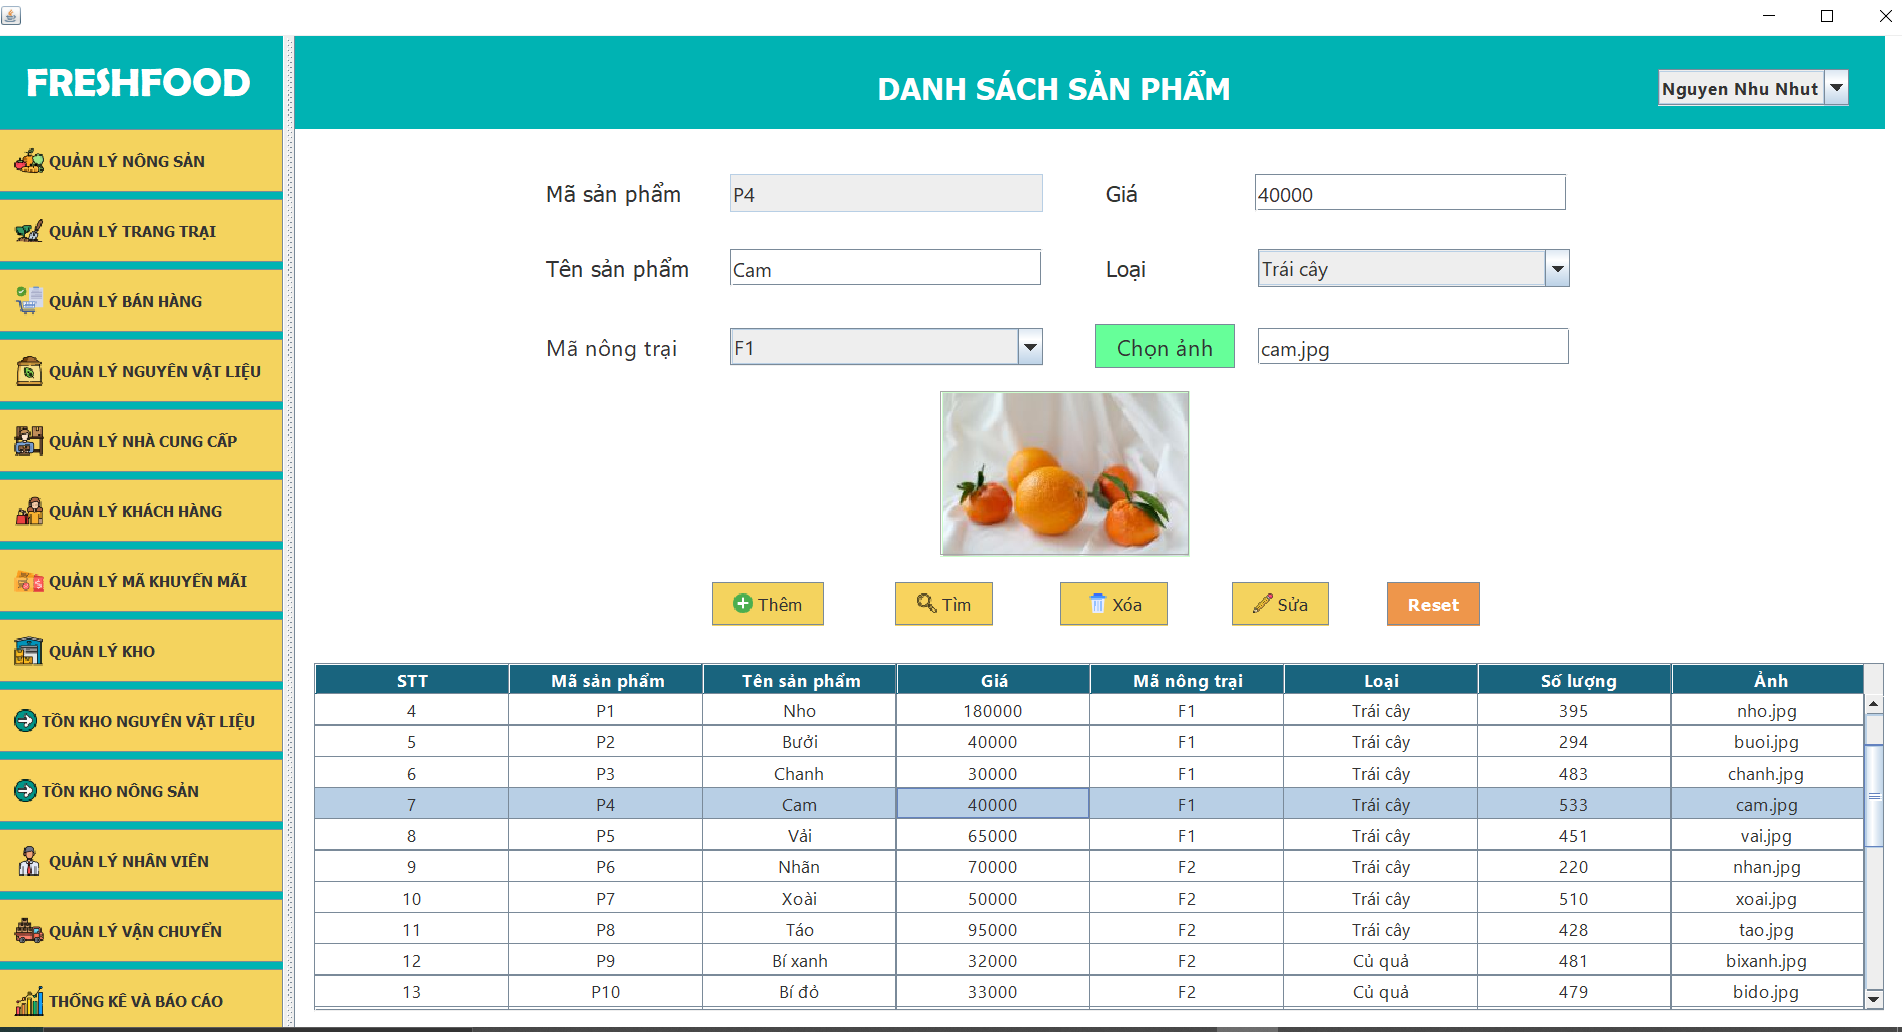 FRESHFOOD
DANH SÁCH SẢN PHẨM
Nguyen Nhu Nhut
QUẢN LÝ NÔNG SẢN
QUẢN LÝ TRANG TRẠI
QUẢN LÝ BÁN HÀNG
QUẢN LÝ NGUYÊN VẬT LIỆU
QUẢN LÝ NHÀ CUNG CẤP
QUẢN LÝ KHÁCH HÀNG
QUẢN LÝ MÃ KHUYẾN MÃI
QUẢN LÝ KHO
TỒN KHO NGUYÊN VẬT LIỆU
TỒN KHO NÔNG SẢN
QUẢN LÝ NHÂN VIÊN
QUẢN LÝ VẬN CHUYỂN
THỐNG KÊ VÀ BÁO CÁO
Mã sản phẩm P4 Giá 40000
Tên sản phẩm Cam Loại Trái cây
Mã nông trại F1 Chọn ảnh cam.jpg
Thêm Tìm Xóa Sửa Reset
STT Mã sản phẩm Tên sản phẩm Giá Mã nông trại Loại Số lượng Ảnh
4 P1 Nho 180000 F1 Trái cây 395 nho.jpg
5 P2 Bưởi 40000 F1 Trái cây 294 buoi.jpg
6 P3 Chanh 30000 F1 Trái cây 483 chanh.jpg
7 P4 Cam 40000 F1 Trái cây 533 cam.jpg
8 P5 Vải 65000 F1 Trái cây 451 vai.jpg
9 P6 Nhãn 70000 F2 Trái cây 220 nhan.jpg
10 P7 Xoài 50000 F2 Trái cây 510 xoai.jpg
11 P8 Táo 95000 F2 Trái cây 428 tao.jpg
12 P9 Bí xanh 32000 F2 Củ quả 481 bixanh.jpg
13 P10 Bí đỏ 33000 F2 Củ quả 479 bido.jpg